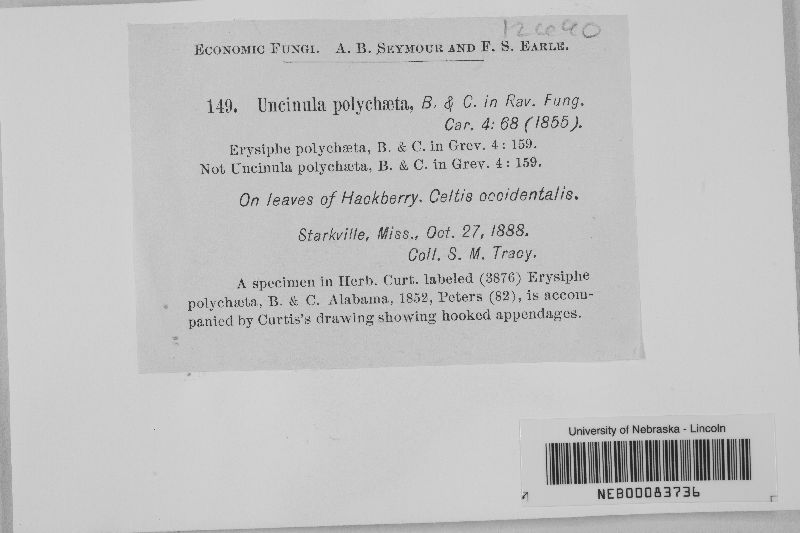 12690
Economic Fungi. A. B. Seymour and F. S. Earle.
149. Uncinula polychæta, B. & C. in Rav. Fung.
Car. 4: 68 (1855).
Erysiphe polychæta, B. & C. in Grev. 4: 159.
Not Uncinula polychæta, B. & C. in Grev. 4: 159.
On leaves of Hackberry. Celtis occidentalis.
Starkville, Miss., Oct. 27, 1888.
Coll. S. M. Tracy.
A specimen in Herb. Curt. labeled (3876) Erysiphe
polychæta, B. & C. Alabama, 1852, Peters (82), is accom-
panied by Curtis's drawing showing hooked appendages.
University of Nebraska - Lincoln
NEB00083736